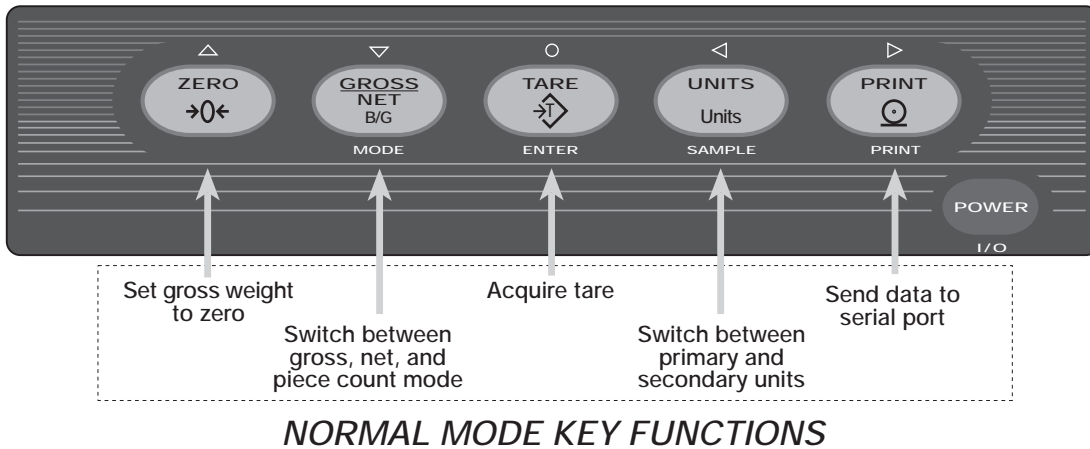 ZERO
→0←
GROSS
NET
B/G
TARE
→T
UNITS
Units
PRINT
MODE
ENTER
SAMPLE
PRINT
POWER
I/O
Set gross weight
to zero
Switch between
gross, net, and
piece count mode
Acquire tare
Switch between
primary and
secondary units
Send data to
serial port
NORMAL MODE KEY FUNCTIONS